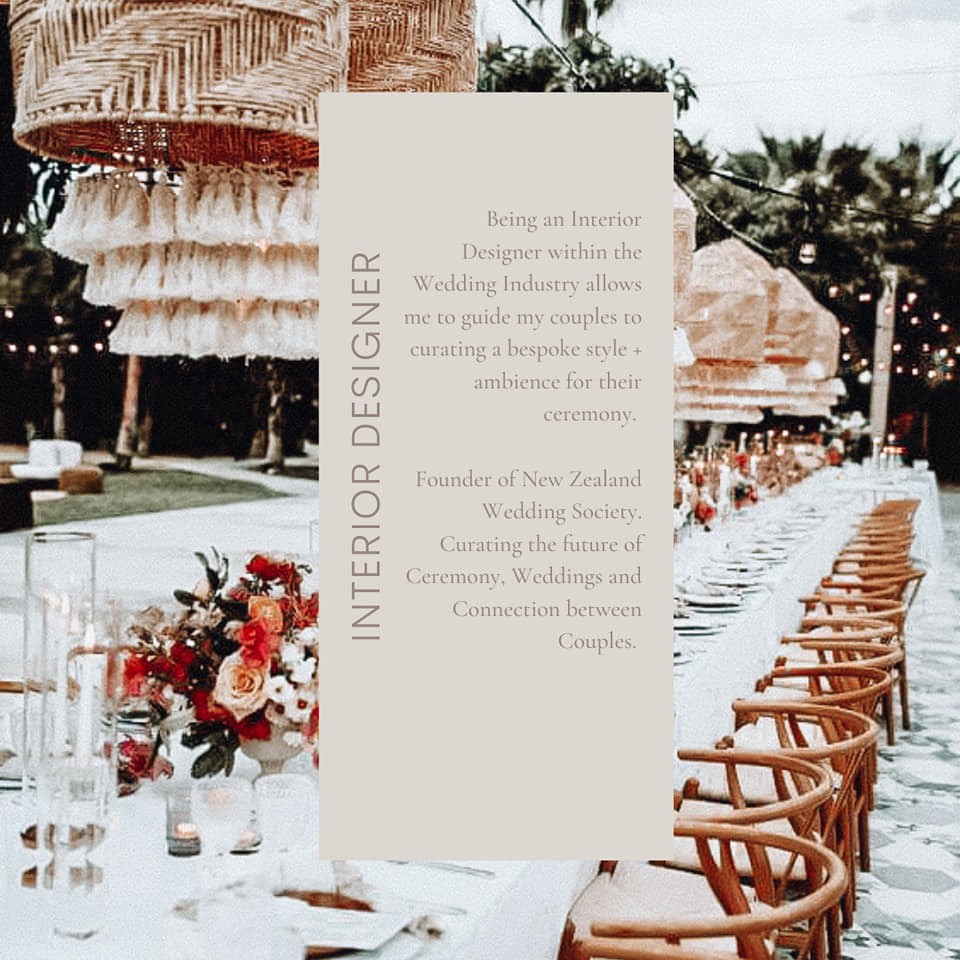 INTERIOR DESIGNER
Being an Interior
Designer within the
Wedding Industry allows
me to guide my couples to
curating a bespoke style +
ambience for their
ceremony.
Founder of New Zealand
Wedding Society.
Curating the future of
Ceremony, Weddings and
Connection between
Couples.